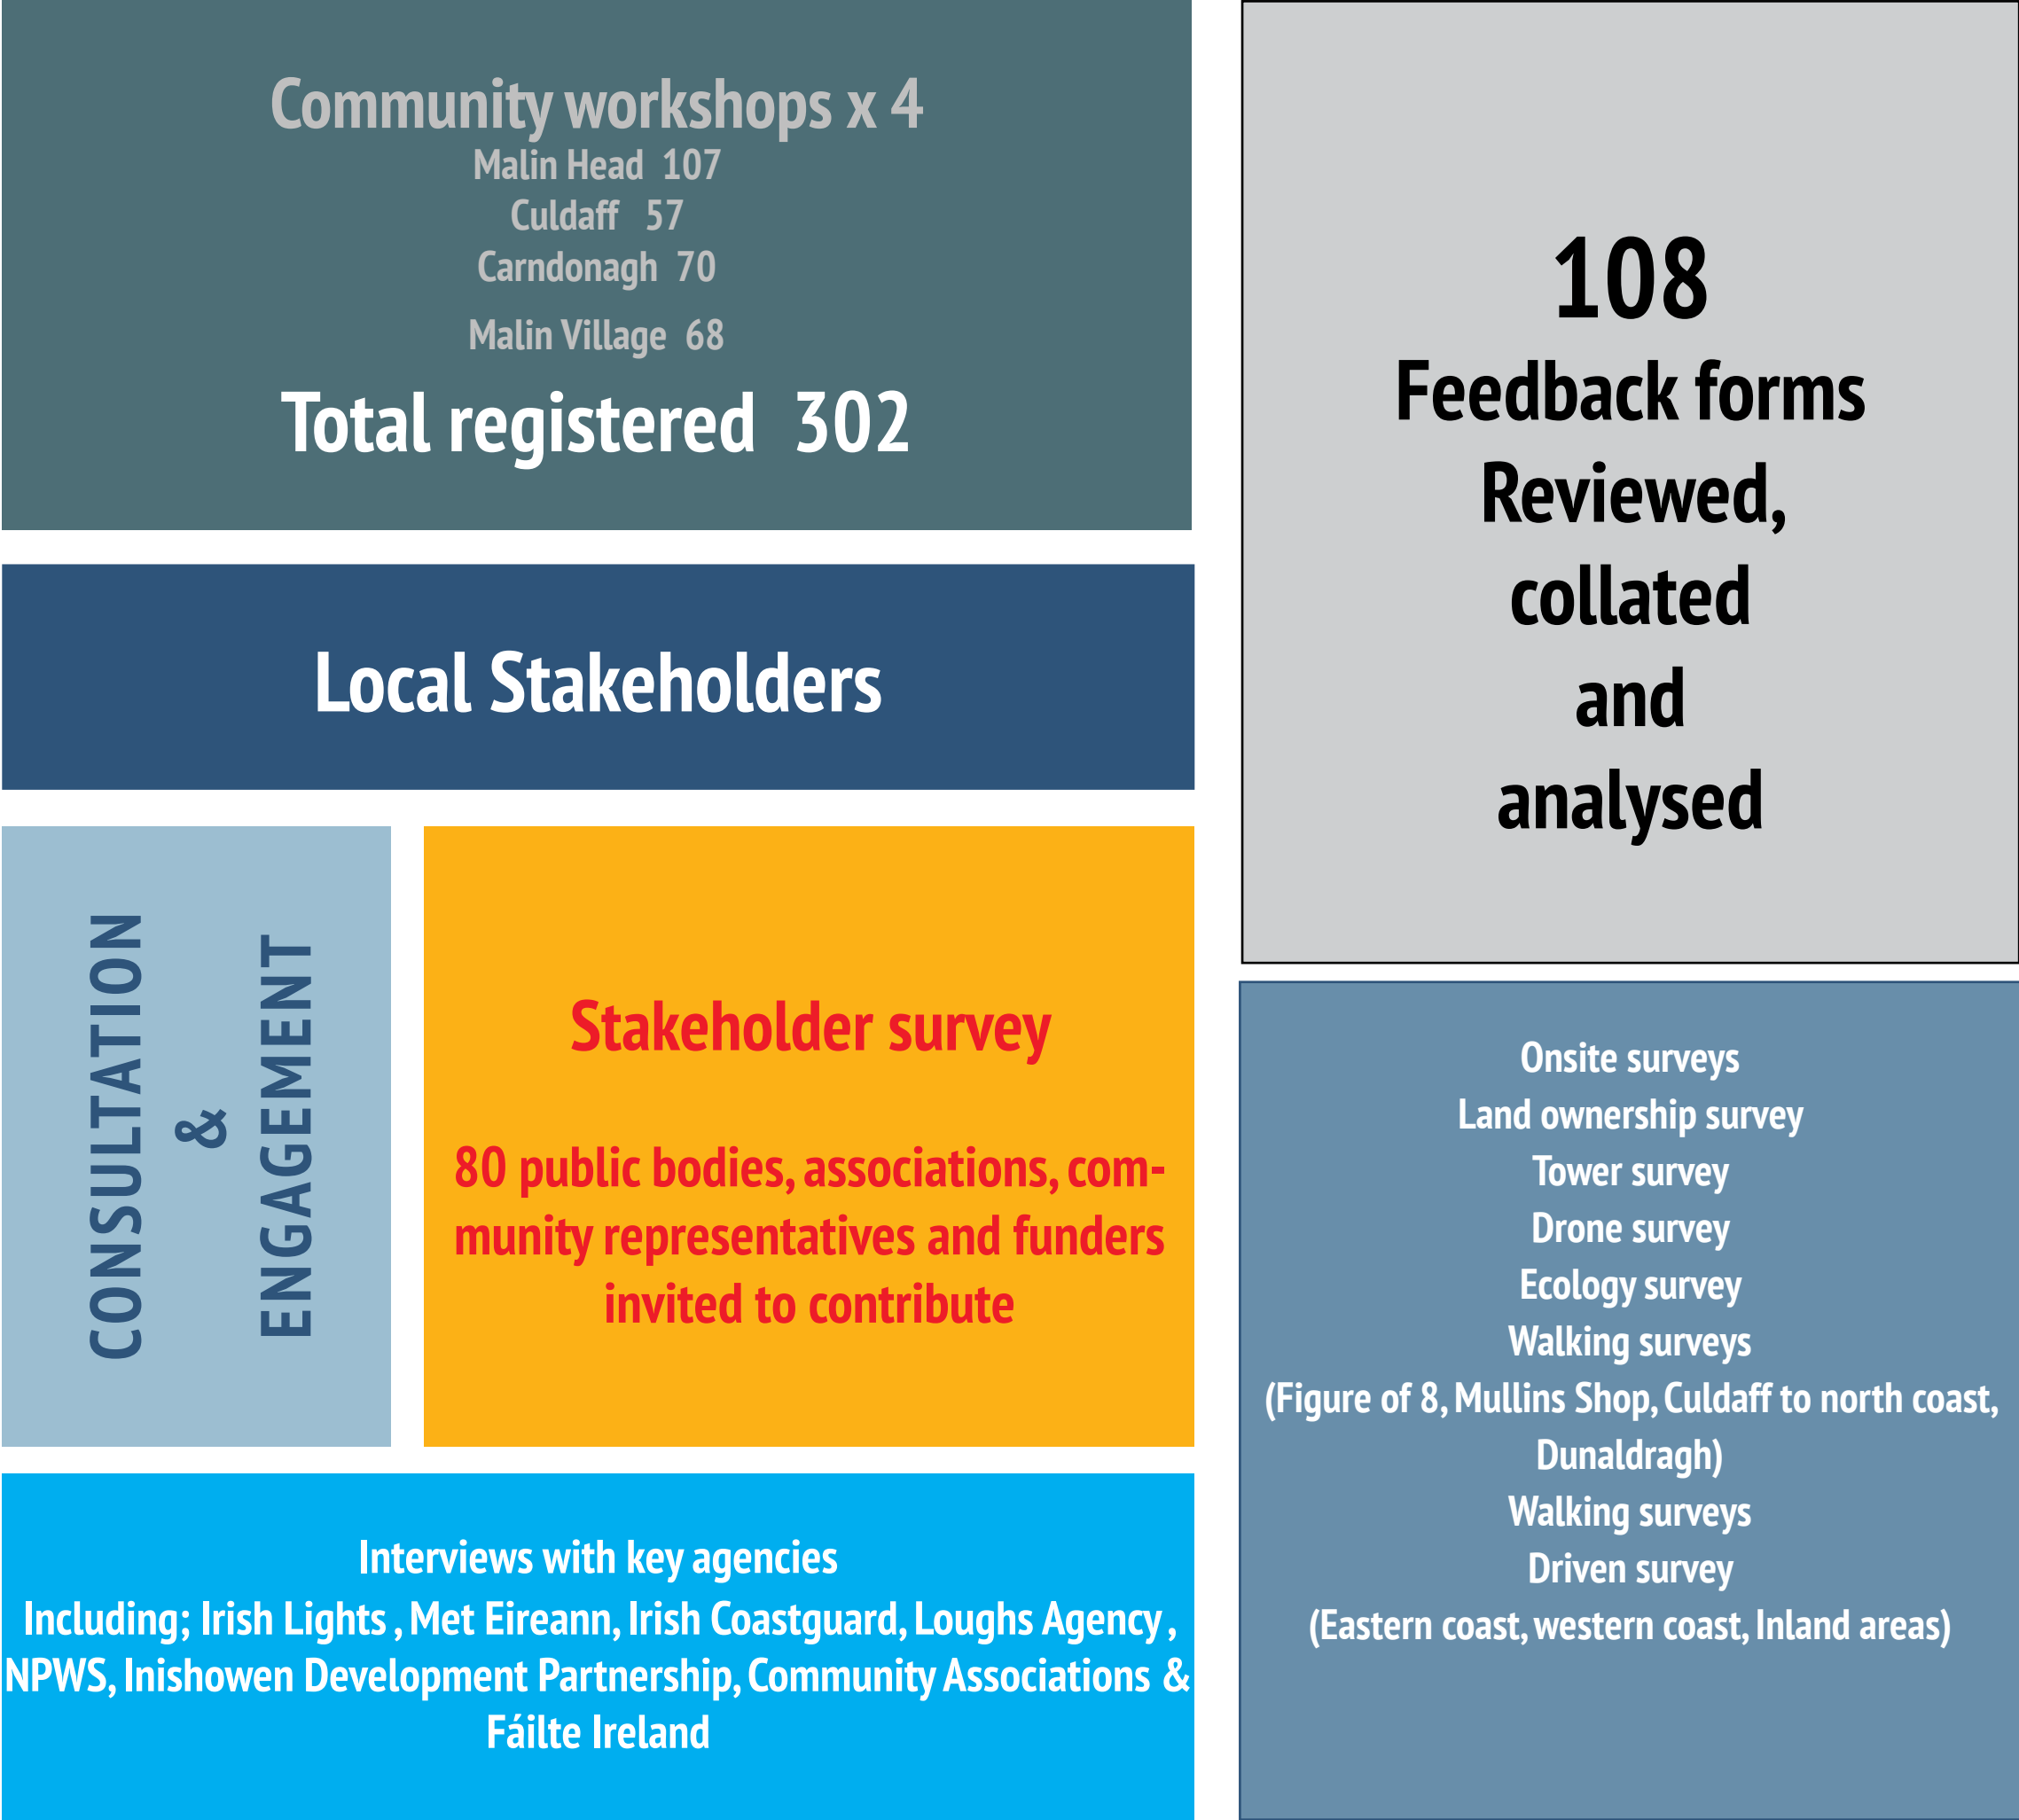 Community workshops x 4
Malin Head 107
Culdaff 57
Carndonagh 70
Malin Village 68
Total registered 302
Local Stakeholders
CONSULTATION
&
ENGAGEMENT
Stakeholder survey
80 public bodies, associations, com-
munity representatives and funders
invited to contribute
Interviews with key agencies
Including; Irish Lights , Met Eireann, Irish Coastguard, Loughs Agency ,
NPWS, Inishowen Development Partnership, Community Associations &
Fáilte Ireland
108
Feedback forms
Reviewed,
collated
and
analysed
Onsite surveys
Land ownership survey
Tower survey
Drone survey
Ecology survey
Walking surveys
(Figure of 8, Mullins Shop, Culdaff to north coast,
Dunaldragh)
Walking surveys
Driven survey
(Eastern coast, western coast, Inland areas)